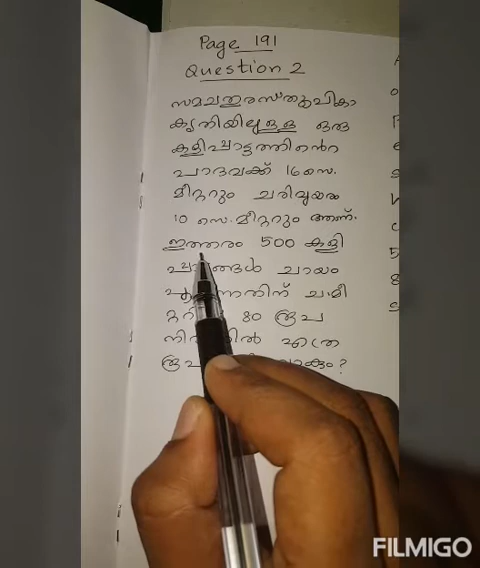 Page 191
Question 2
സമചതുരസ്തൂപികാ
കൃതിയിലുള്ള ഒരു
കളിപ്പാട്ടത്തിൻെറ
പാദവക്ക് 16 സെ.
മീറ്ററും ചരിവുയരം
10 സെ.മീറ്ററും ആണ്.
ഇത്തരം 500 കളി
ചായം
ച.മീ
80 രൂപ
എത്ര
FILMIGO